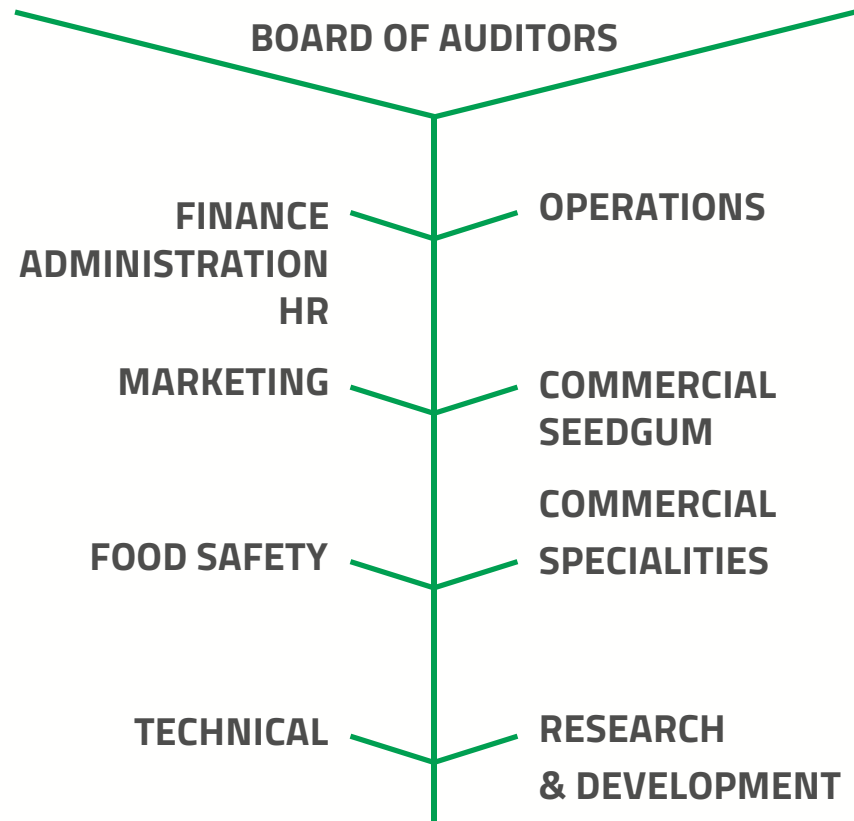 BOARD OF AUDITORS
FINANCE
ADMINISTRATION
HR
OPERATIONS
MARKETING
COMMERCIAL
SEEDGUM
FOOD SAFETY
COMMERCIAL
SPECIALITIES
TECHNICAL
RESEARCH
& DEVELOPMENT